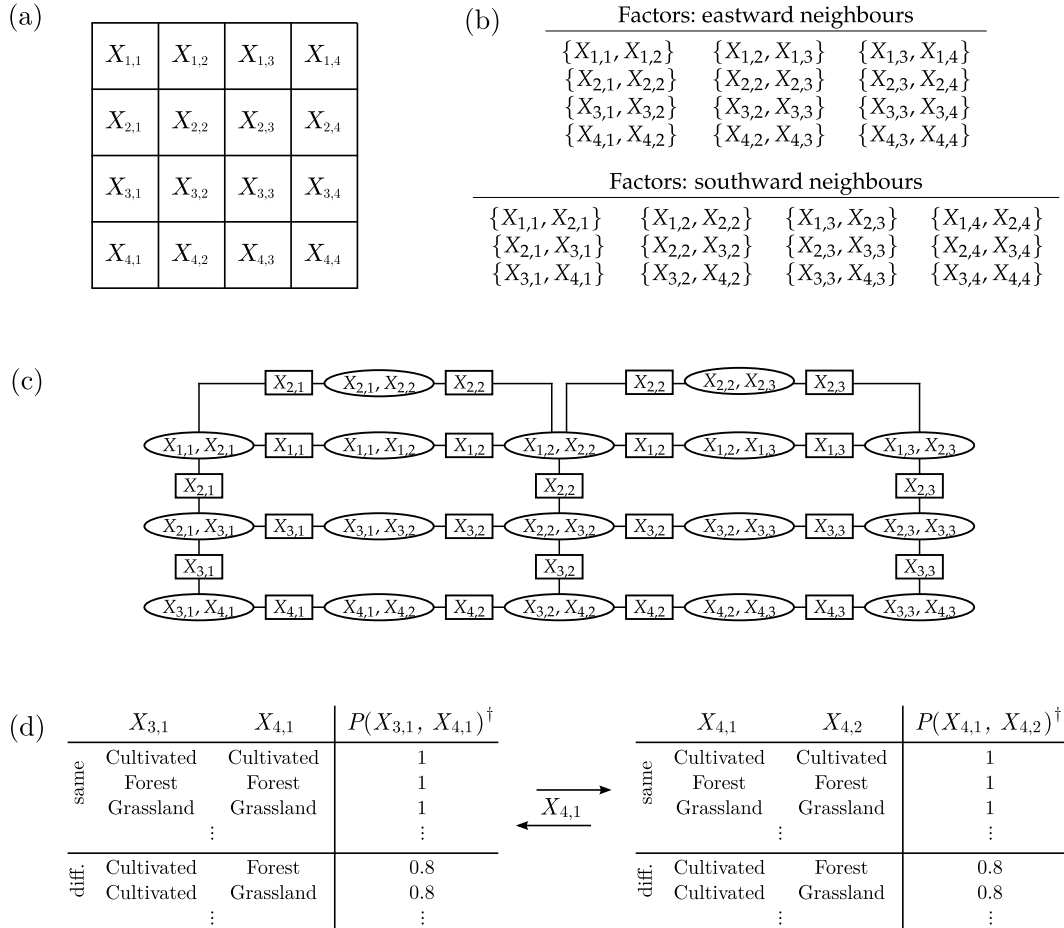 (a)
X1,1 X1,2 X1,3 X1,4
X2,1 X2,2 X2,3 X2,4
X3,1 X3,2 X3,3 X3,4
X4,1 X4,2 X4,3 X4,4
(b)
Factors: eastward neighbours
{X1,1, X1,2} {X1,2, X1,3} {X1,3, X1,4}
{X2,1, X2,2} {X2,2, X2,3} {X2,3, X2,4}
{X3,1, X3,2} {X3,2, X3,3} {X3,3, X3,4}
{X4,1, X4,2} {X4,2, X4,3} {X4,3, X4,4}
Factors: southward neighbours
{X1,1, X2,1} {X1,2, X2,2} {X1,3, X2,3} {X1,4, X2,4}
{X2,1, X3,1} {X2,2, X3,2} {X2,3, X3,3} {X2,4, X3,4}
{X3,1, X4,1} {X3,2, X4,2} {X3,3, X4,3} {X3,4, X4,4}
(c)
X2,1 X2,1, X2,2 X2,2 X2,2 X2,2, X2,3 X2,3
X1,1, X2,1 X1,1 X1,1, X1,2 X1,2 X1,2, X2,2 X1,2 X1,2, X1,3 X1,3 X1,3, X2,3
X2,1 X2,2 X2,3
X2,1, X3,1 X3,1 X3,1, X3,2 X3,2 X2,2, X3,2 X3,2 X3,2, X3,3 X3,3 X2,3, X3,3
X3,1 X3,2 X3,3
X3,1, X4,1 X4,1 X4,1, X4,2 X4,2 X3,2, X4,2 X4,2 X4,2, X4,3 X4,3 X3,3, X4,3
(d)
X3,1 X4,1 P(X3,1, X4,1)†
same
Cultivated Cultivated 1
Forest Forest 1
Grassland Grassland 1
⋮ ⋮
diff.
Cultivated Forest 0.8
Cultivated Grassland 0.8
⋮ ⋮
X4,1
X4,1 X4,2 P(X4,1, X4,2)†
same
Cultivated Cultivated 1
Forest Forest 1
Grassland Grassland 1
⋮ ⋮
diff.
Cultivated Forest 0.8
Cultivated Grassland 0.8
⋮ ⋮